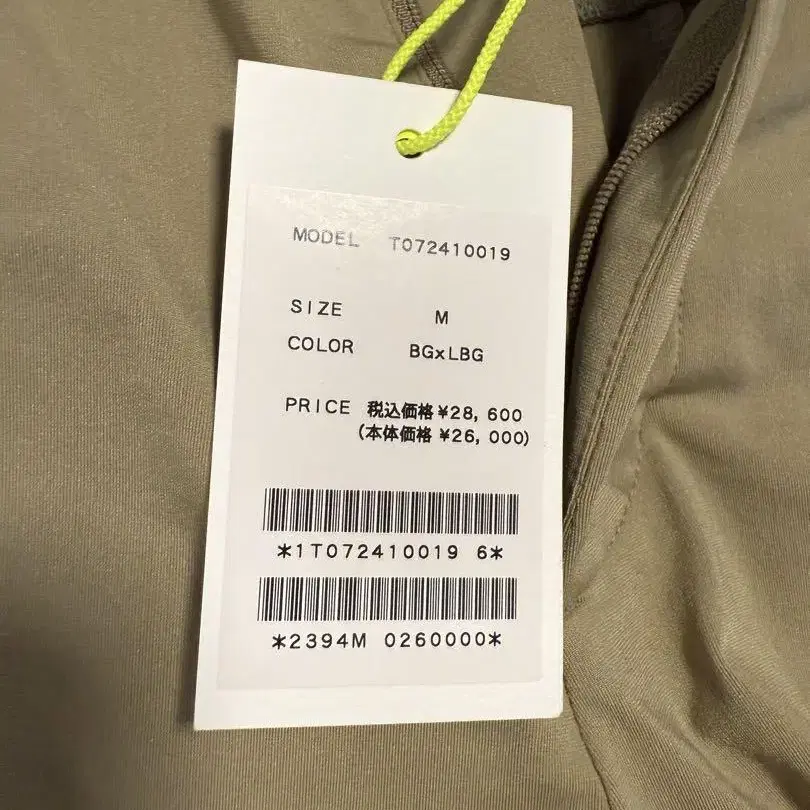 MODEL T072410019
SIZE M
COLOR BGxLBG
PRICE 税込価格 ¥28, 600
(本体価格 ¥26, 000)
*1T072410019 6*
*2394M 0260000*